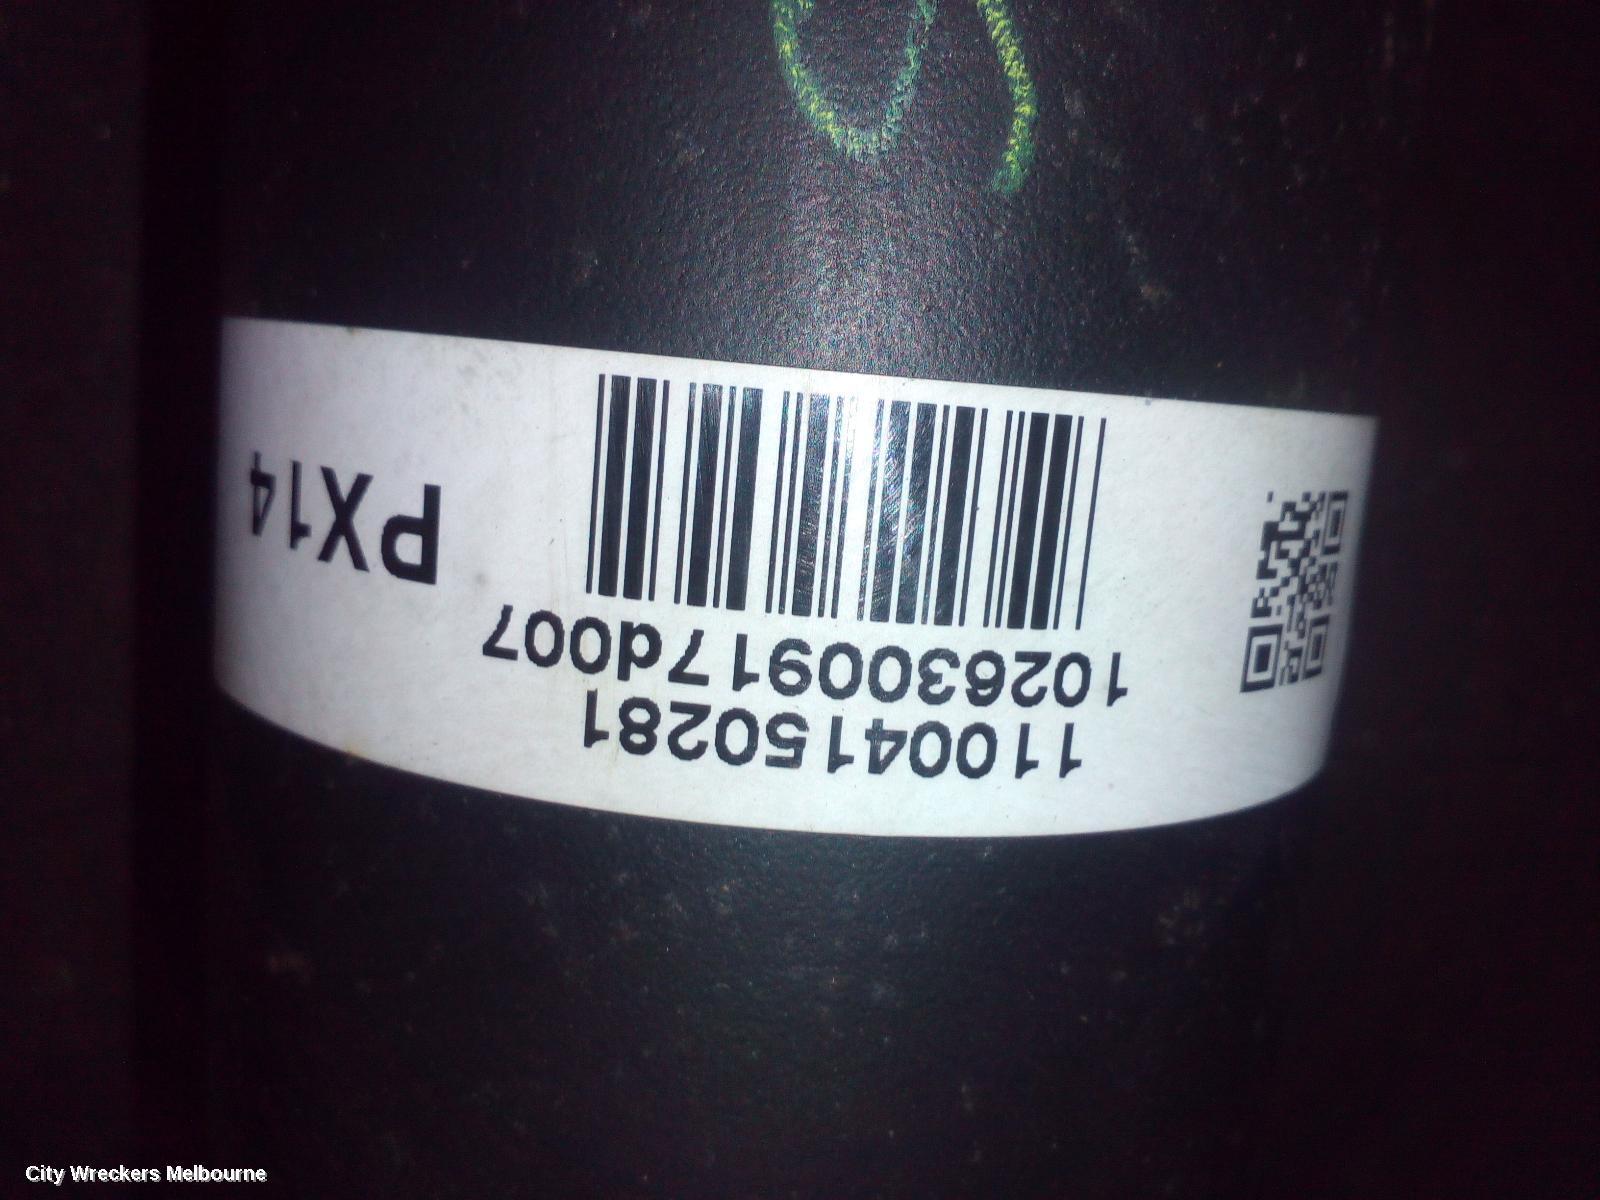 11004150281
1026300917d007
PX14
City Wreckers Melbourne